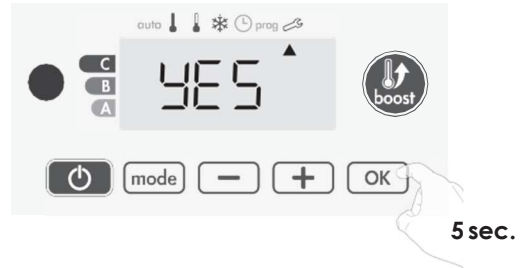 auto prog
C
B
A
YES
boost
mode − + OK
5 sec.